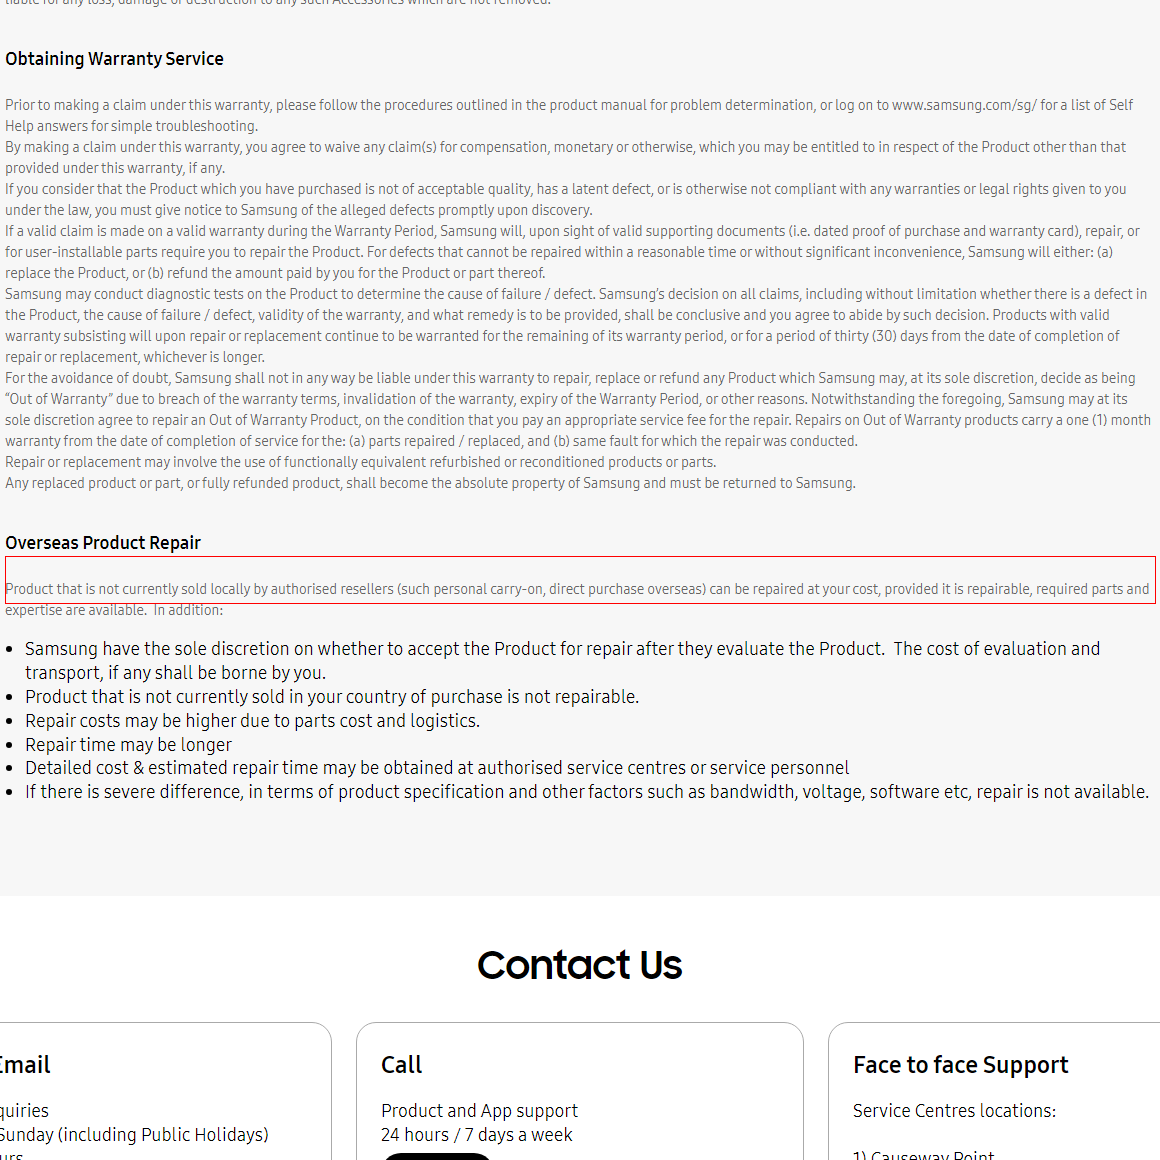 liable for any loss, damage or destruction to any such Accessories which are not removed.
Obtaining Warranty Service
Prior to making a claim under this warranty, please follow the procedures outlined in the product manual for problem determination, or log on to www.samsung.com/sg/ for a list of Self
Help answers for simple troubleshooting.
By making a claim under this warranty, you agree to waive any claim(s) for compensation, monetary or otherwise, which you may be entitled to in respect of the Product other than that
provided under this warranty, if any.
If you consider that the Product which you have purchased is not of acceptable quality, has a latent defect, or is otherwise not compliant with any warranties or legal rights given to you
under the law, you must give notice to Samsung of the alleged defects promptly upon discovery.
If a valid claim is made on a valid warranty during the Warranty Period, Samsung will, upon sight of valid supporting documents (i.e. dated proof of purchase and warranty card), repair, or
for user-installable parts require you to repair the Product. For defects that cannot be repaired within a reasonable time or without significant inconvenience, Samsung will either: (a)
replace the Product, or (b) refund the amount paid by you for the Product or part thereof.
Samsung may conduct diagnostic tests on the Product to determine the cause of failure / defect. Samsung's decision on all claims, including without limitation whether there is a defect in
the Product, the cause of failure / defect, validity of the warranty, and what remedy is to be provided, shall be conclusive and you agree to abide by such decision. Products with valid
warranty subsisting will upon repair or replacement continue to be warranted for the remaining of its warranty period, or for a period of thirty (30) days from the date of completion of
repair or replacement, whichever is longer.
For the avoidance of doubt, Samsung shall not in any way be liable under this warranty to repair, replace or refund any Product which Samsung may, at its sole discretion, decide as being
“Out of Warranty” due to breach of the warranty terms, invalidation of the warranty, expiry of the Warranty Period, or other reasons. Notwithstanding the foregoing, Samsung may at its
sole discretion agree to repair an Out of Warranty Product, on the condition that you pay an appropriate service fee for the repair. Repairs on Out of Warranty products carry a one (1) month
warranty from the date of completion of service for the: (a) parts repaired / replaced, and (b) same fault for which the repair was conducted.
Repair or replacement may involve the use of functionally equivalent refurbished or reconditioned products or parts.
Any replaced product or part, or fully refunded product, shall become the absolute property of Samsung and must be returned to Samsung.
Overseas Product Repair
Product that is not currently sold locally by authorised resellers (such personal carry-on, direct purchase overseas) can be repaired at your cost, provided it is repairable, required parts and
expertise are available.  In addition:
• Samsung have the sole discretion on whether to accept the Product for repair after they evaluate the Product.  The cost of evaluation and
transport, if any shall be borne by you.
• Product that is not currently sold in your country of purchase is not repairable.
• Repair costs may be higher due to parts cost and logistics.
• Repair time may be longer
• Detailed cost & estimated repair time may be obtained at authorised service centres or service personnel
• If there is severe difference, in terms of product specification and other factors such as bandwidth, voltage, software etc, repair is not available.
Contact Us
Email
quiries
Sunday (including Public Holidays)
urs
Call
Product and App support
24 hours / 7 days a week
Face to face Support
Service Centres locations:
1) Causeway Point